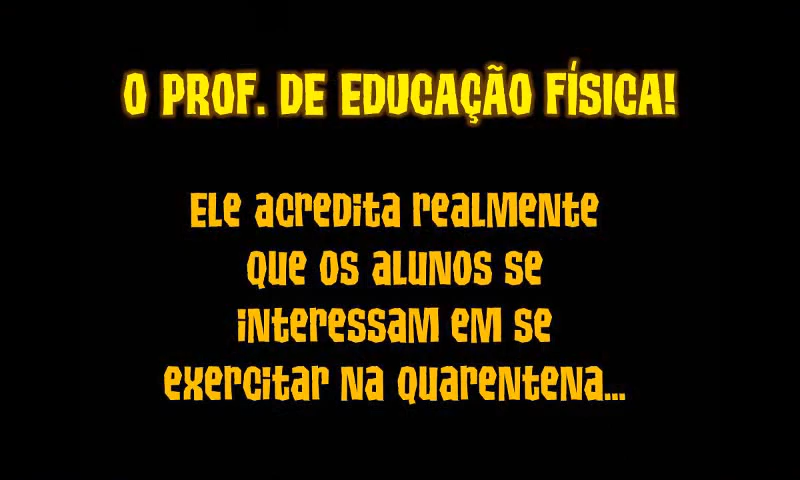 O PROF. DE EDUCAÇÃO FÍSICA!
Ele acredita realmente
que os alunos se
interessam em se
exercitar na quarentena...